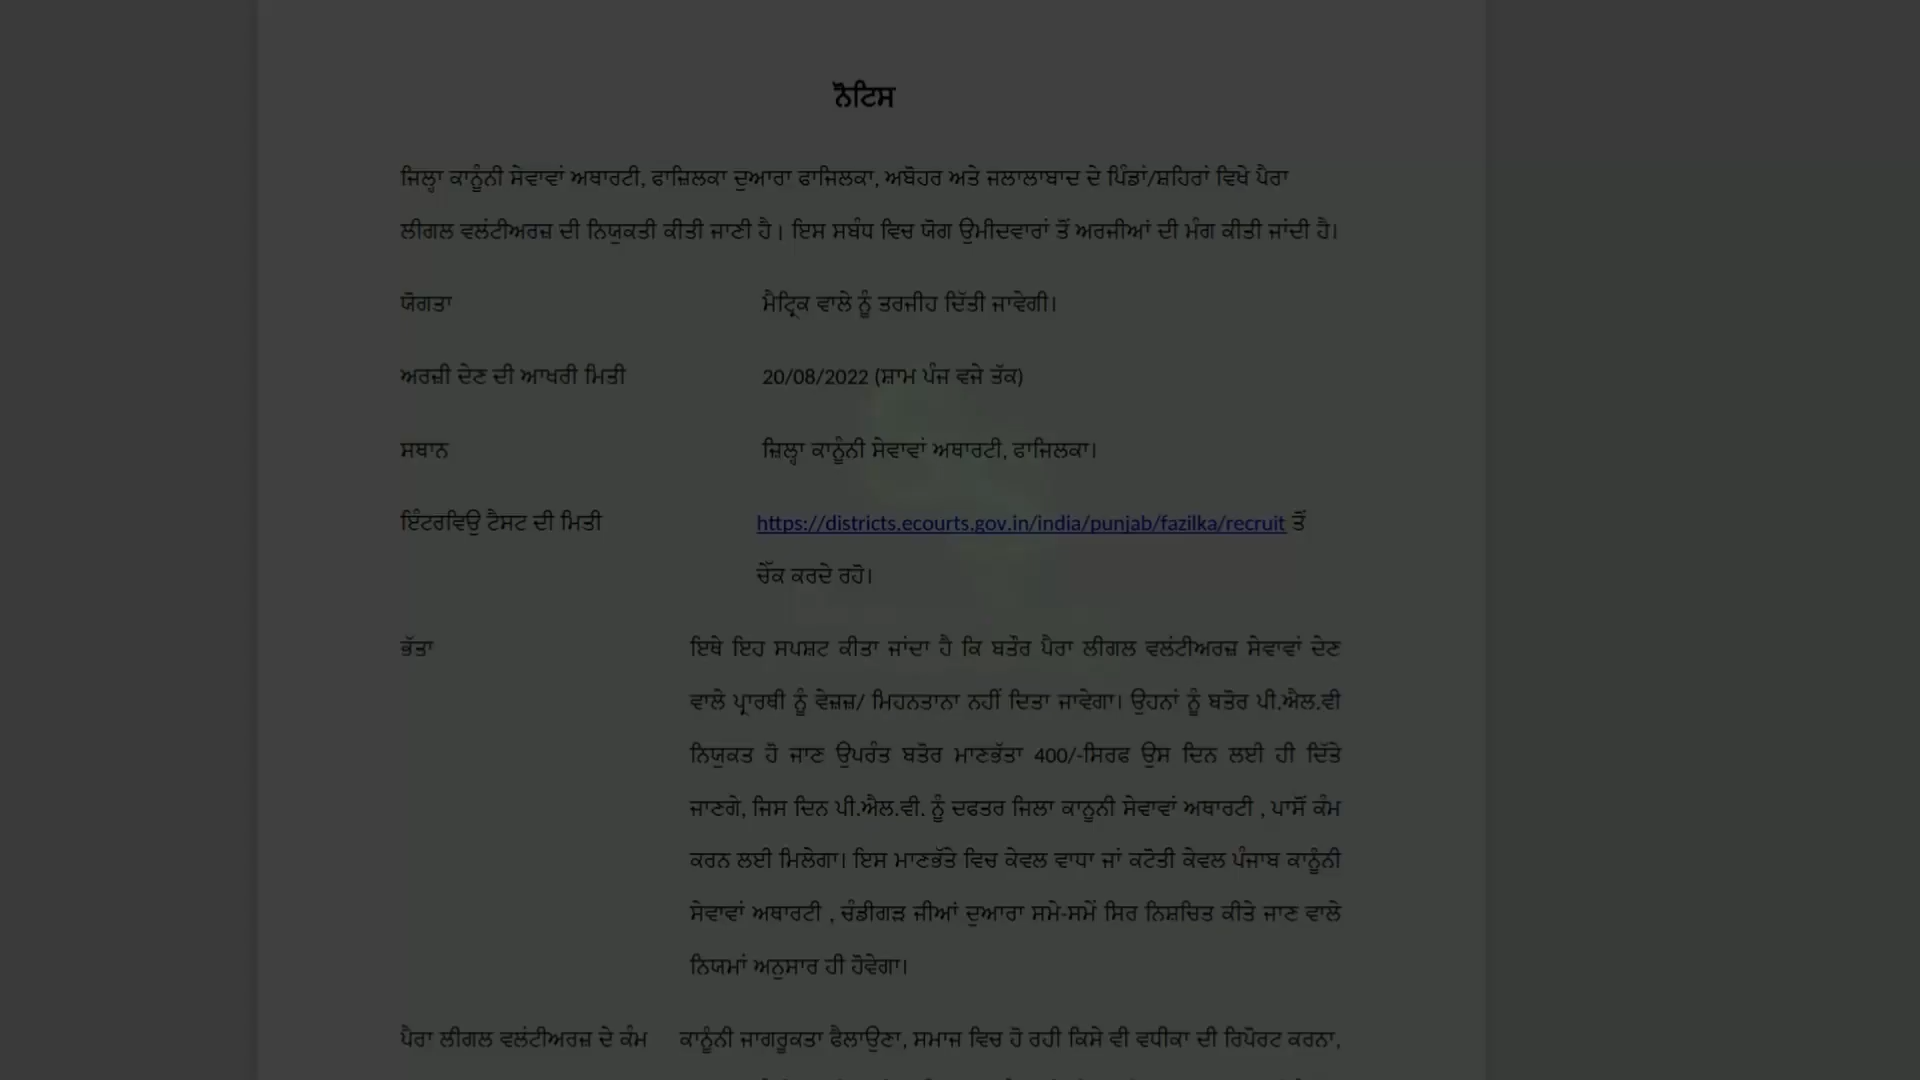 ਨੋਟਿਸ
ਜਿਲ੍ਹਾ ਕਾਨੂੰਨੀ ਸੇਵਾਵਾਂ ਅਥਾਰਟੀ, ਫਾਜ਼ਿਲਕਾ ਦੁਆਰਾ ਫਾਜਿਲਕਾ, ਅਬੋਹਰ ਅਤੇ ਜਲਾਲਾਬਾਦ ਦੇ ਪਿੰਡਾਂ/ਸ਼ਹਿਰਾਂ ਵਿਖੇ ਪੈਰਾ
ਲੀਗਲ ਵਲੰਟੀਅਰਜ਼ ਦੀ ਨਿਯੁਕਤੀ ਕੀਤੀ ਜਾਣੀ ਹੈ। ਇਸ ਸਬੰਧ ਵਿਚ ਯੋਗ ਉਮੀਦਵਾਰਾਂ ਤੋਂ ਅਰਜੀਆਂ ਦੀ ਮੰਗ ਕੀਤੀ ਜਾਂਦੀ ਹੈ।
ਯੋਗਤਾ ਮੈਟ੍ਰਿਕ ਵਾਲੇ ਨੂੰ ਤਰਜੀਹ ਦਿੱਤੀ ਜਾਵੇਗੀ।
ਅਰਜ਼ੀ ਦੇਣ ਦੀ ਆਖਰੀ ਮਿਤੀ 20/08/2022 (ਸ਼ਾਮ ਪੰਜ ਵਜੇ ਤੱਕ)
ਸਥਾਨ ਜ਼ਿਲ੍ਹਾ ਕਾਨੂੰਨੀ ਸੇਵਾਵਾਂ ਅਥਾਰਟੀ, ਫਾਜਿਲਕਾ।
ਇੰਟਰਵਿਊ ਟੈਸਟ ਦੀ ਮਿਤੀ https://districts.ecourts.gov.in/india/punjab/fazilka/recruit ਤੋਂ
ਚੇੱਕ ਕਰਦੇ ਰਹੋ।
ਭੱਤਾ ਇਥੇ ਇਹ ਸਪਸ਼ਟ ਕੀਤਾ ਜਾਂਦਾ ਹੈ ਕਿ ਬਤੌਰ ਪੈਰਾ ਲੀਗਲ ਵਲੰਟੀਅਰਜ਼ ਸੇਵਾਵਾਂ ਦੇਣ
ਵਾਲੇ ਪ੍ਰਾਰਥੀ ਨੂੰ ਵੇਜ਼ਜ਼/ ਮਿਹਨਤਾਨਾ ਨਹੀਂ ਦਿਤਾ ਜਾਵੇਗਾ। ਉਹਨਾਂ ਨੂੰ ਬਤੋਰ ਪੀ.ਐਲ.ਵੀ
ਨਿਯੁਕਤ ਹੋ ਜਾਣ ਉਪਰੰਤ ਬਤੋਰ ਮਾਣਭੱਤਾ 400/-ਸਿਰਫ ਉਸ ਦਿਨ ਲਈ ਹੀ ਦਿੱਤੇ
ਜਾਣਗੇ, ਜਿਸ ਦਿਨ ਪੀ.ਐਲ.ਵੀ. ਨੂੰ ਦਫਤਰ ਜਿਲਾ ਕਾਨੂਨੀ ਸੇਵਾਵਾਂ ਅਥਾਰਟੀ , ਪਾਸੋਂ ਕੰਮ
ਕਰਨ ਲਈ ਮਿਲੇਗਾ। ਇਸ ਮਾਣਭੱਤੇ ਵਿਚ ਕੇਵਲ ਵਾਧਾ ਜਾਂ ਕਟੋਤੀ ਕੇਵਲ ਪੰਜਾਬ ਕਾਨੂੰਨੀ
ਸੇਵਾਵਾਂ ਅਥਾਰਟੀ , ਚੰਡੀਗੜ ਜੀਆਂ ਦੁਆਰਾ ਸਮੇ-ਸਮੇਂ ਸਿਰ ਨਿਸ਼ਚਿਤ ਕੀਤੇ ਜਾਣ ਵਾਲੇ
ਨਿਯਮਾਂ ਅਨੁਸਾਰ ਹੀ ਹੋਵੇਗਾ।
ਪੈਰਾ ਲੀਗਲ ਵਲੰਟੀਅਰਜ਼ ਦੇ ਕੰਮ ਕਾਨੂੰਨੀ ਜਾਗਰੂਕਤਾ ਫੈਲਾਉਣਾ, ਸਮਾਜ ਵਿਚ ਹੋ ਰਹੀ ਕਿਸੇ ਵੀ ਵਧੀਕਾ ਦੀ ਰਿਪੋਰਟ ਕਰਨਾ,